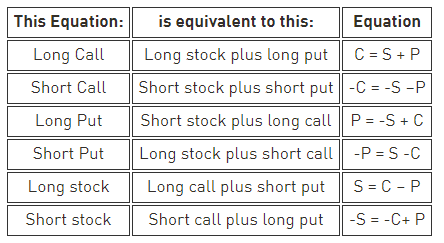 This Equation: is equivalent to this: Equation
Long Call Long stock plus long put C = S + P
Short Call Short stock plus short put -C = -S –P
Long Put Short stock plus long call P = -S + C
Short Put Long stock plus short call -P = S -C
Long stock Long call plus short put S = C – P
Short stock Short call plus long put -S = -C+ P